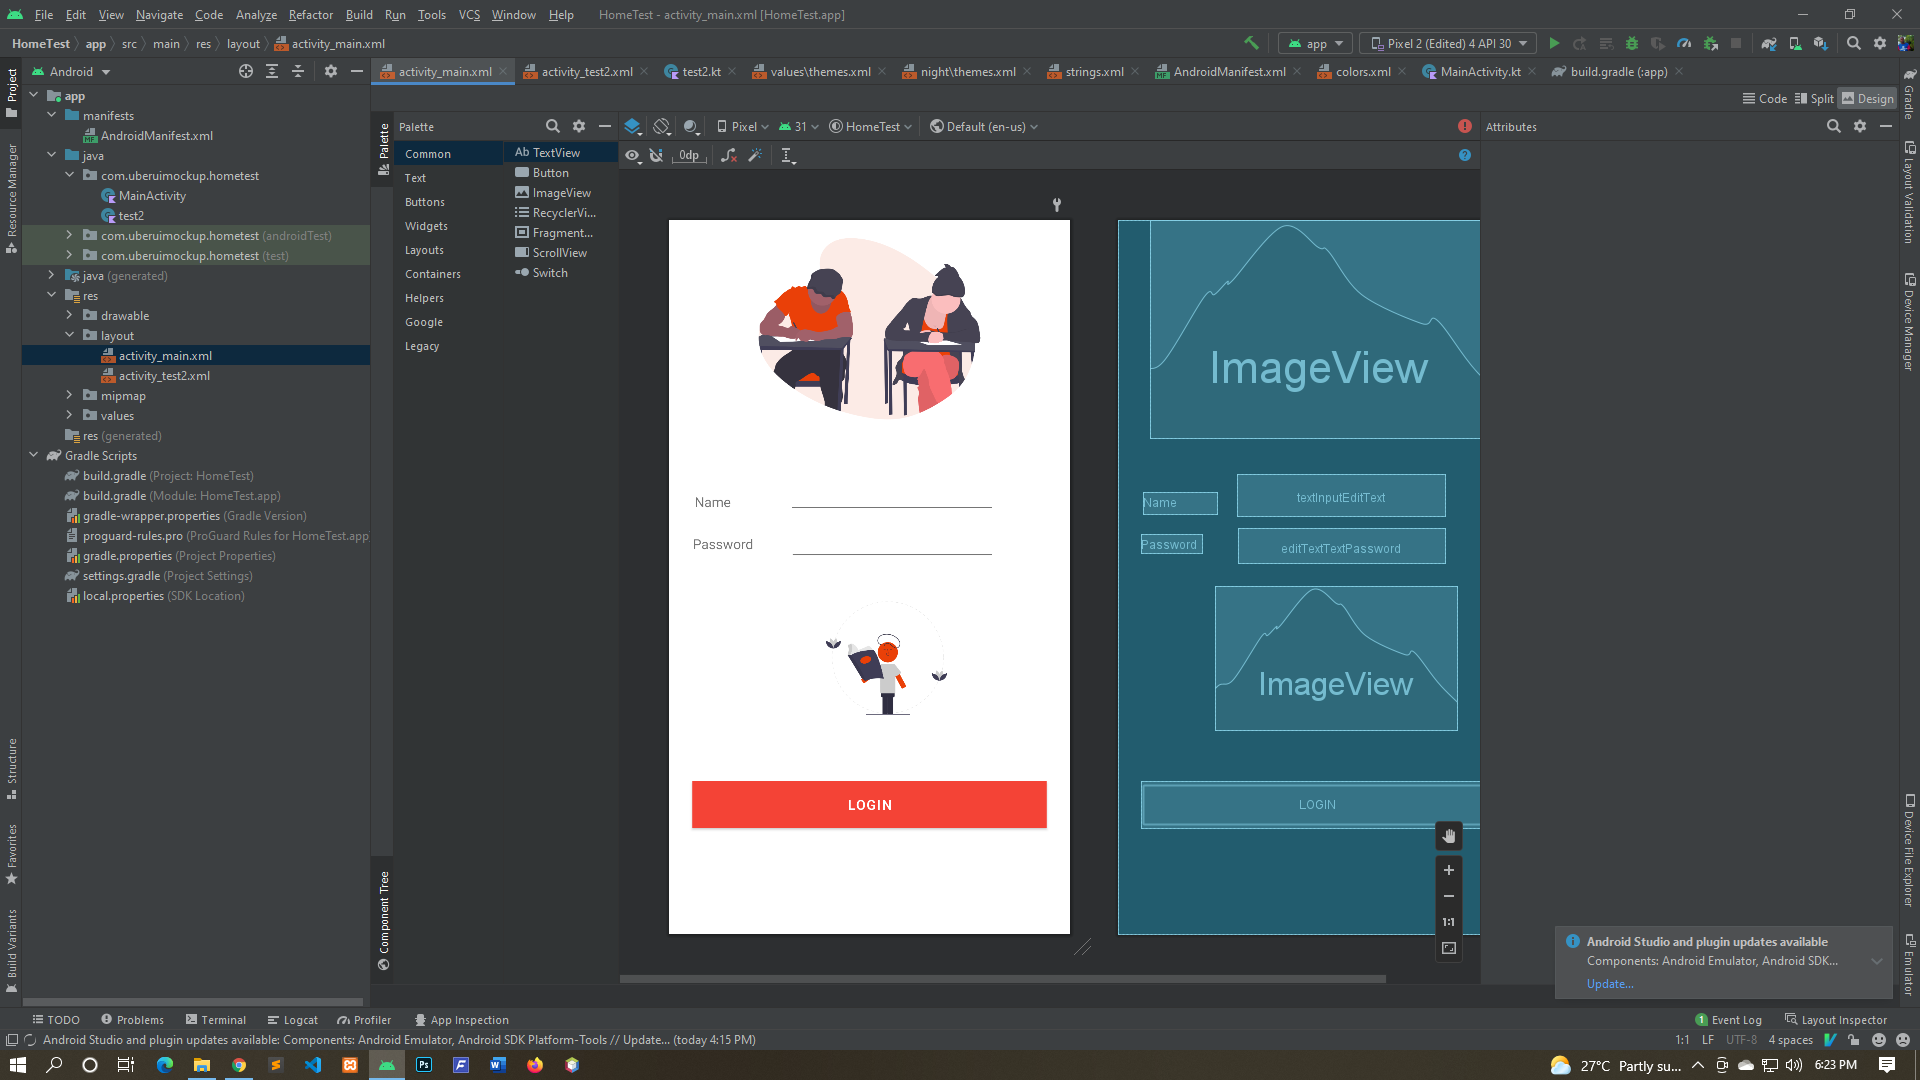 File Edit View Navigate Code Analyze Refactor Build Run Tools VCS Window Help HomeTest - activity_main.xml [HomeTest.app]
HomeTest app src main res layout activity_main.xml
app Pixel 2 (Edited) 4 API 30
Android
activity_main.xml activity_test2.xml test2.kt values\themes.xml night\themes.xml strings.xml AndroidManifest.xml colors.xml MainActivity.kt build.gradle (:app)
Code Split Design
Project
Resource Manager
Structure
Favorites
Build Variants
app
manifests
AndroidManifest.xml
java
com.uberuimockup.hometest
MainActivity
test2
com.uberuimockup.hometest (androidTest)
com.uberuimockup.hometest (test)
java (generated)
res
drawable
layout
activity_main.xml
activity_test2.xml
mipmap
values
res (generated)
Gradle Scripts
build.gradle (Project: HomeTest)
build.gradle (Module: HomeTest.app)
gradle-wrapper.properties (Gradle Version)
proguard-rules.pro (ProGuard Rules for HomeTest.app
gradle.properties (Project Properties)
settings.gradle (Project Settings)
local.properties (SDK Location)
Palette
Component Tree
Palette
Common
Text
Buttons
Widgets
Layouts
Containers
Helpers
Google
Legacy
Ab TextView
Button
ImageView
RecyclerVi...
Fragment...
ScrollView
Switch
Pixel 31 HomeTest Default (en-us)
0dp
Name
Password
LOGIN
ImageView
Name textInputEditText
Password editTextTextPassword
ImageView
LOGIN
1:1
Attributes
Gradle
Layout Validation
Device Manager
Device File Explorer
Emulator
Android Studio and plugin updates available
Components: Android Emulator, Android SDK...
Update...
TODO Problems Terminal Logcat Profiler App Inspection
1 Event Log Layout Inspector
Android Studio and plugin updates available: Components: Android Emulator, Android SDK Platform-Tools // Update... (today 4:15 PM)
1:1 LF UTF-8 4 spaces
Ps F W
27°C Partly su... 6:23 PM